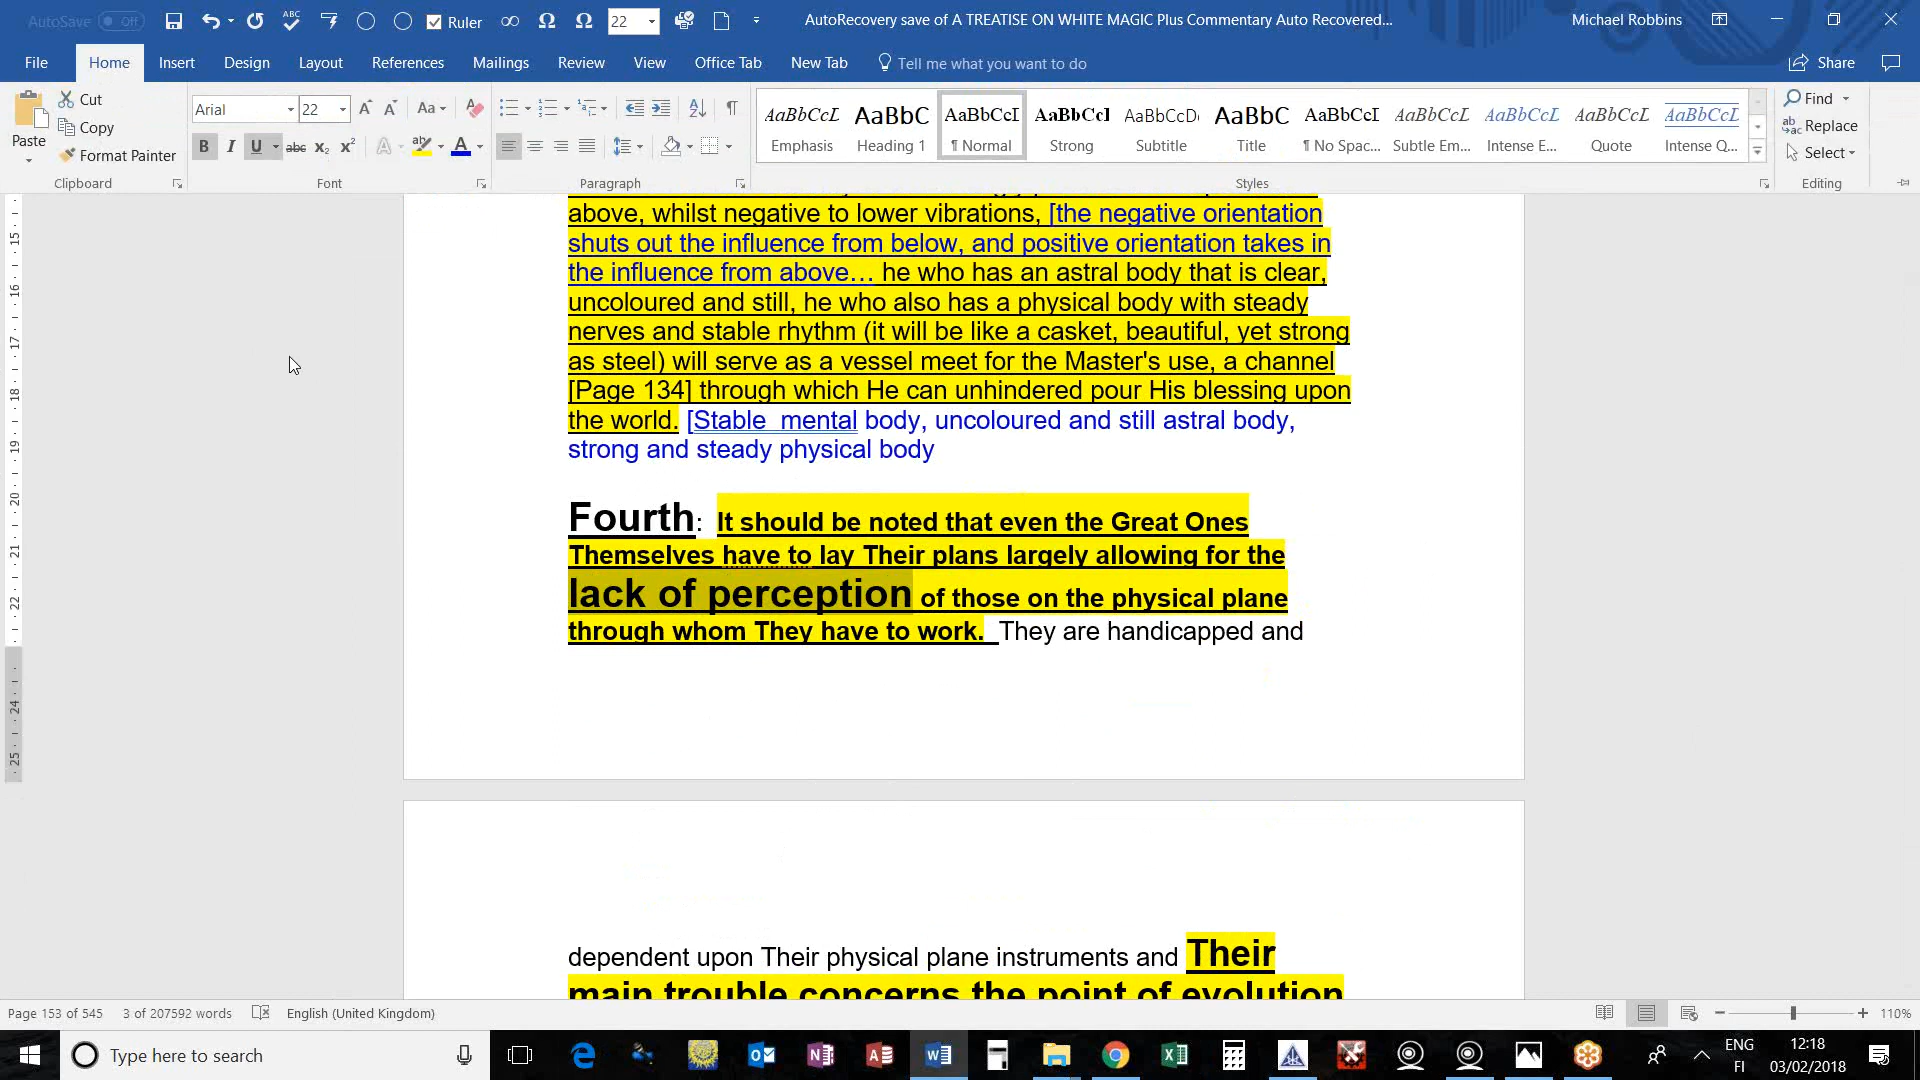 AutoSave Off
Ruler
22
AutoRecovery save of A TREATISE ON WHITE MAGIC Plus Commentary Auto Recovered...
Michael Robbins
File
Home
Insert
Design
Layout
References
Mailings
Review
View
Office Tab
New Tab
Tell me what you want to do
Share
Paste
Cut
Copy
Format Painter
Clipboard
Arial
22
Font
Paragraph
AaBbCcL Emphasis
AaBbC Heading 1
AaBbCcI ¶ Normal
AaBbCcI Strong
AaBbCcDc Subtitle
AaBbC Title
AaBbCcI ¶ No Spac...
AaBbCcL Subtle Em...
AaBbCcL Intense E...
AaBbCcL Quote
AaBbCcL Intense Q...
Styles
Find
Replace
Select
Editing
above, whilst negative to lower vibrations, [the negative orientation
shuts out the influence from below, and positive orientation takes in
the influence from above… he who has an astral body that is clear,
uncoloured and still, he who also has a physical body with steady
nerves and stable rhythm (it will be like a casket, beautiful, yet strong
as steel) will serve as a vessel meet for the Master's use, a channel
[Page 134] through which He can unhindered pour His blessing upon
the world. [Stable mental body, uncoloured and still astral body,
strong and steady physical body
Fourth: It should be noted that even the Great Ones
Themselves have to lay Their plans largely allowing for the
lack of perception of those on the physical plane
through whom They have to work. They are handicapped and
dependent upon Their physical plane instruments and Their
main trouble concerns the point of evolution
Page 153 of 545
3 of 207592 words
English (United Kingdom)
110%
Type here to search
ENG
FI
12:18
03/02/2018